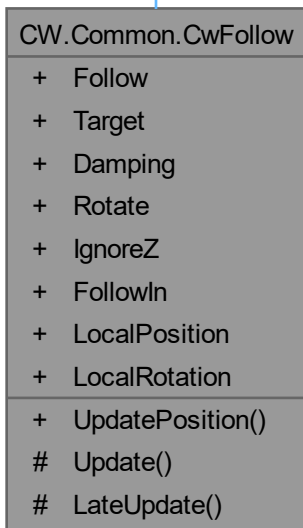 CW.Common.CwFollow
+ Follow
+ Target
+ Damping
+ Rotate
+ IgnoreZ
+ FollowIn
+ LocalPosition
+ LocalRotation
+ UpdatePosition()
# Update()
# LateUpdate()